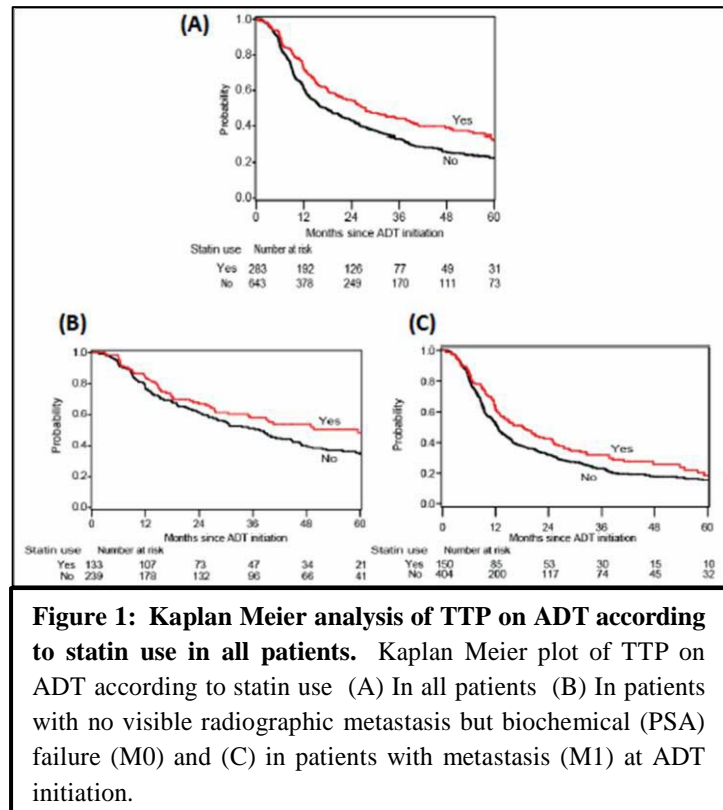 (A)
Probability
1.0
0.8
0.6
0.4
0.2
0.0
Yes
No
0 12 24 36 48 60
Months since ADT initiation
Statin use Number at risk
Yes 283 192 126 77 49 31
No 643 378 249 170 111 73
(B)
Probability
1.0
0.8
0.6
0.4
0.2
0.0
Yes
No
0 12 24 36 48 60
Months since ADT initiation
Statin use Number at risk
Yes 133 107 73 47 34 21
No 239 178 132 96 66 41
(C)
Probability
1.0
0.8
0.6
0.4
0.2
0.0
Yes
No
0 12 24 36 48 60
Months since ADT initiation
Statin use Number at risk
Yes 150 85 53 30 15 10
No 404 200 117 74 45 32
Figure 1: Kaplan Meier analysis of TTP on ADT according
to statin use in all patients. Kaplan Meier plot of TTP on
ADT according to statin use (A) In all patients (B) In patients
with no visible radiographic metastasis but biochemical (PSA)
failure (M0) and (C) in patients with metastasis (M1) at ADT
initiation.